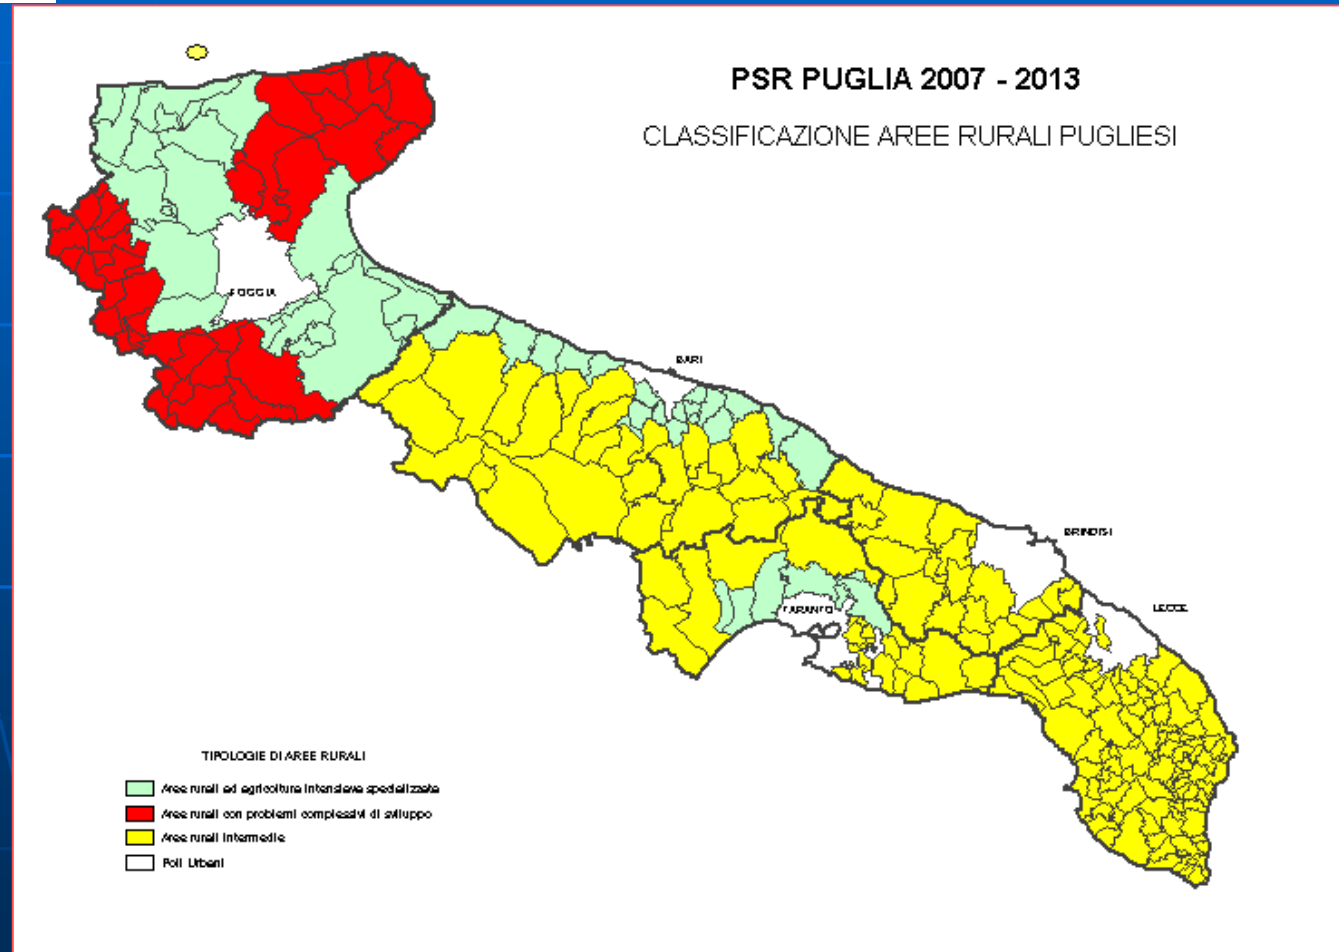 PSR PUGLIA 2007 - 2013
CLASSIFICAZIONE AREE RURALI PUGLIESI
FOGGIA
BARI
BRINDISI
LECCE
TARANTO
TIPOLOGIE DI AREE RURALI
Aree rurali ad agricoltura intensiava specializzata
Aree rurali con problemi complessivi di sviluppo
Aree rurali intermedie
Poli Urbani